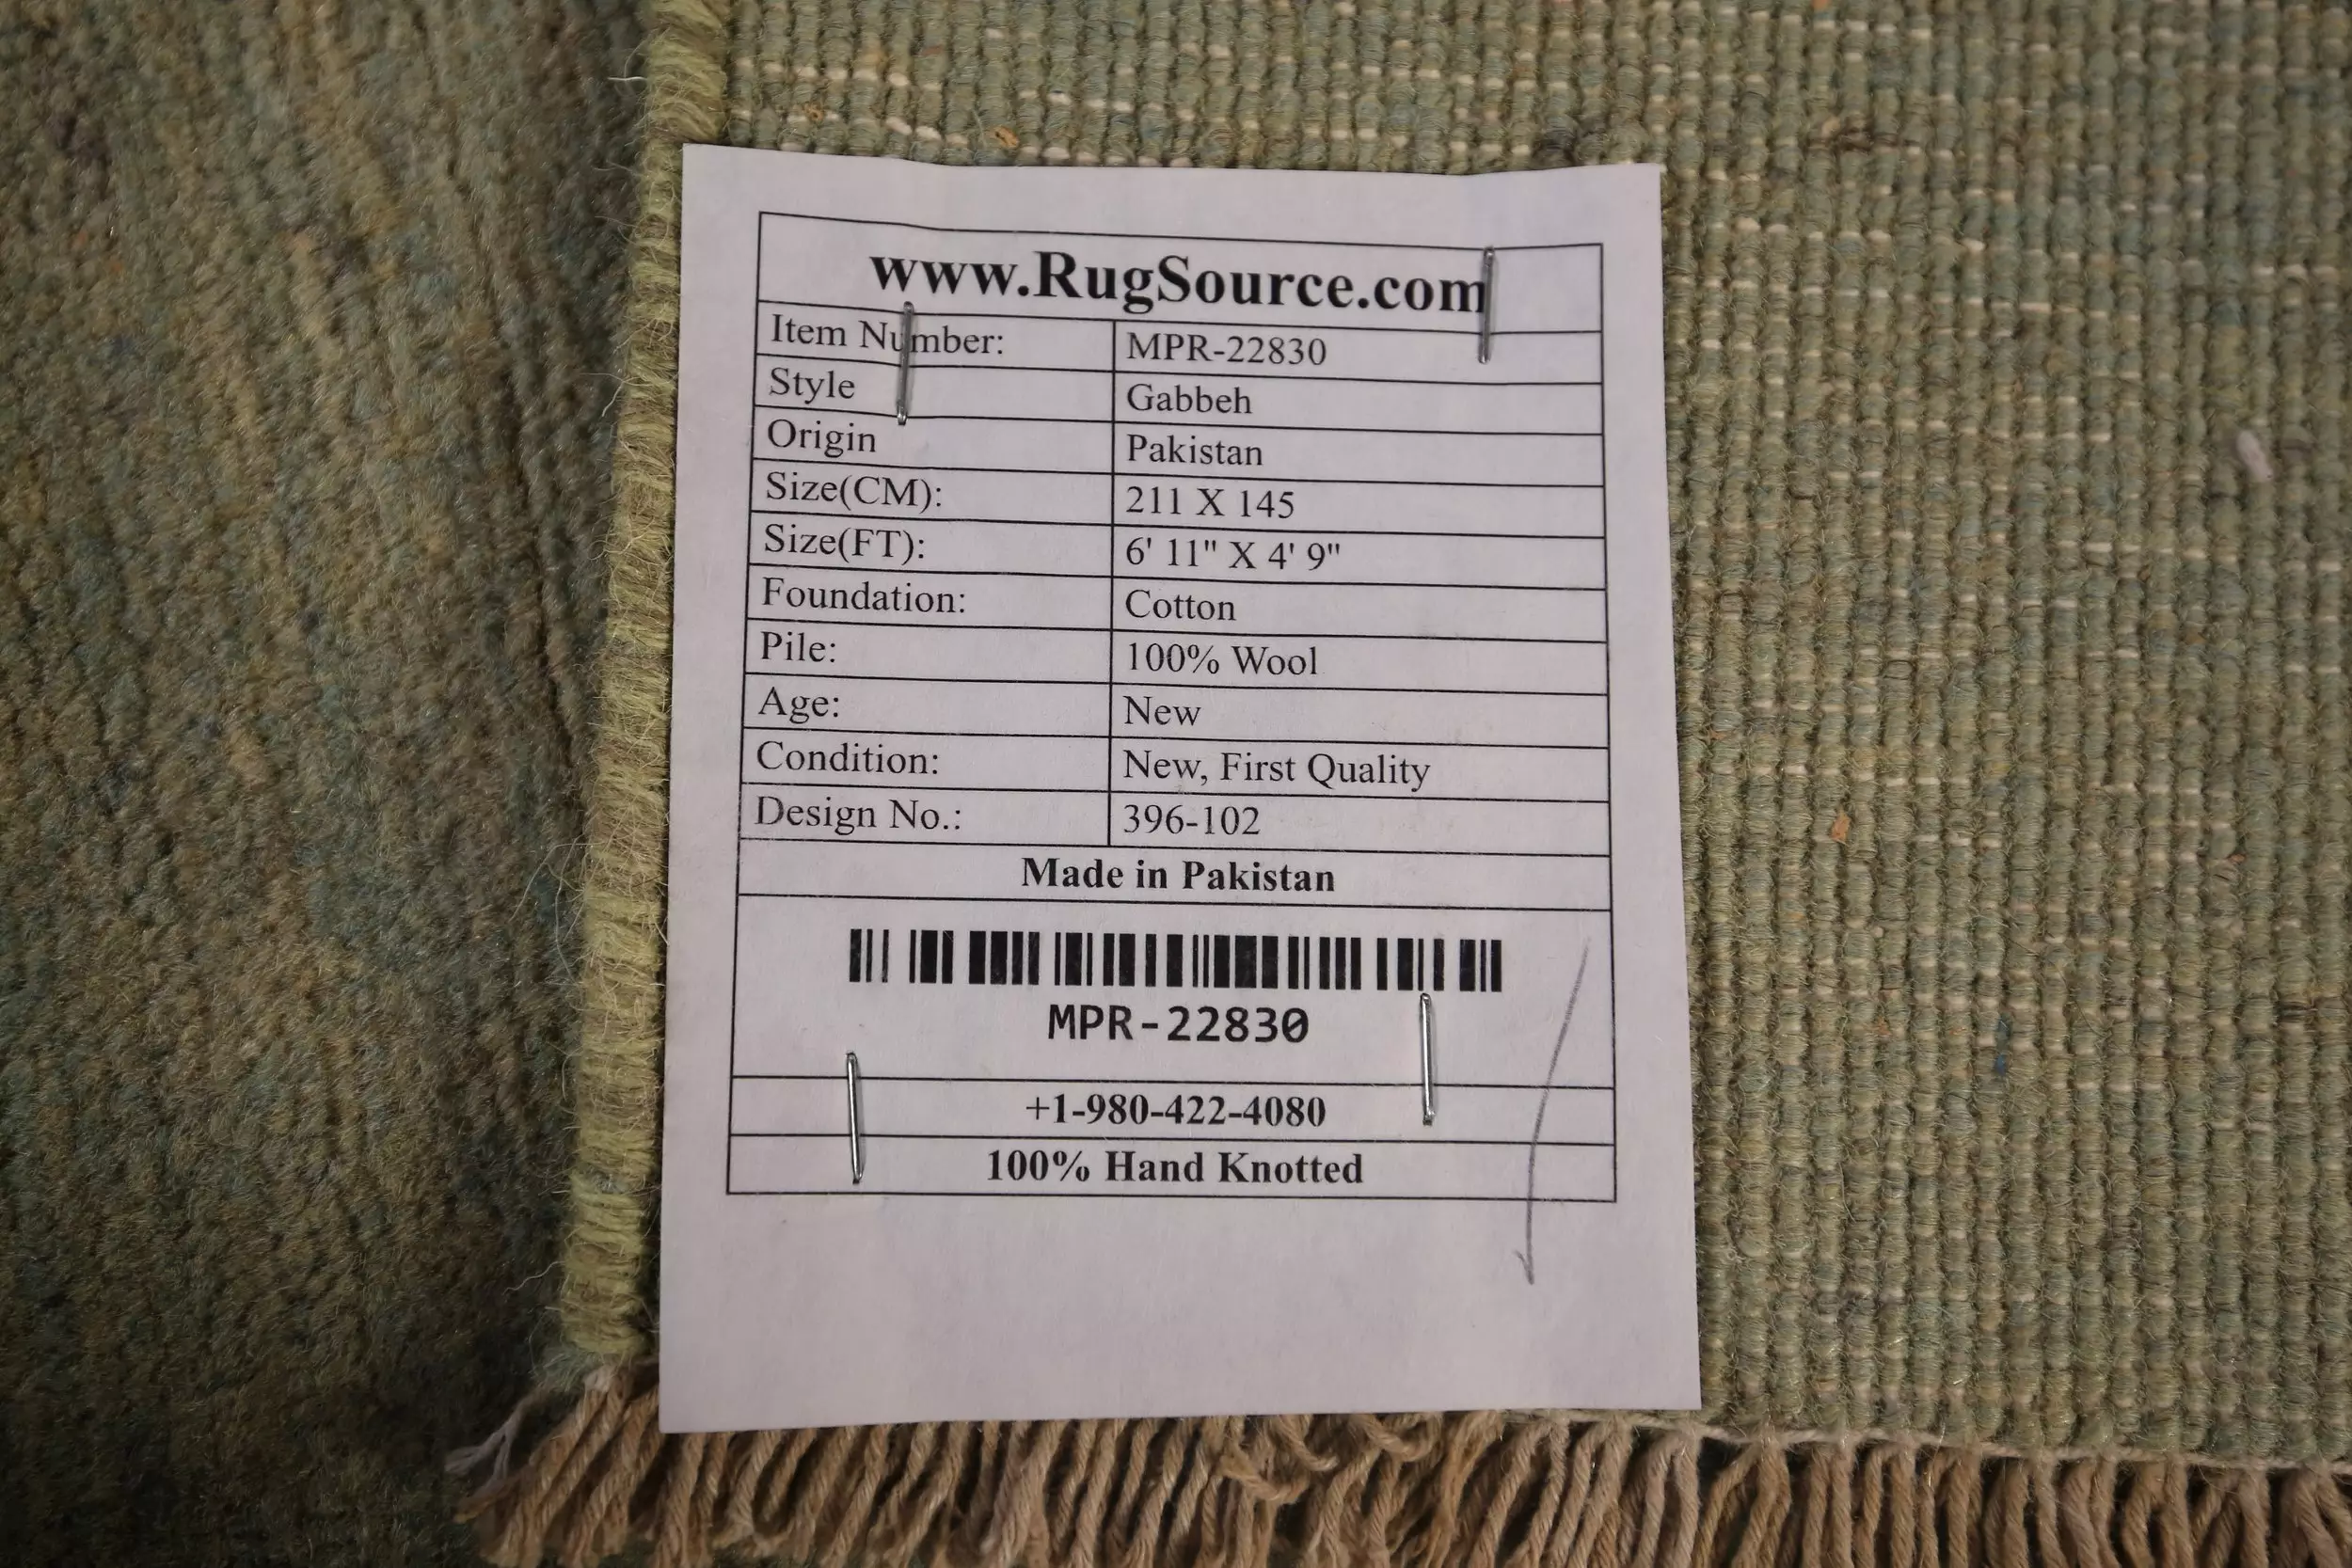 www.RugSource.com
Item Number: MPR-22830
Style Gabbeh
Origin Pakistan
Size(CM): 211 X 145
Size(FT): 6' 11" X 4' 9"
Foundation: Cotton
Pile: 100% Wool
Age: New
Condition: New, First Quality
Design No.: 396-102
Made in Pakistan
MPR-22830
+1-980-422-4080
100% Hand Knotted